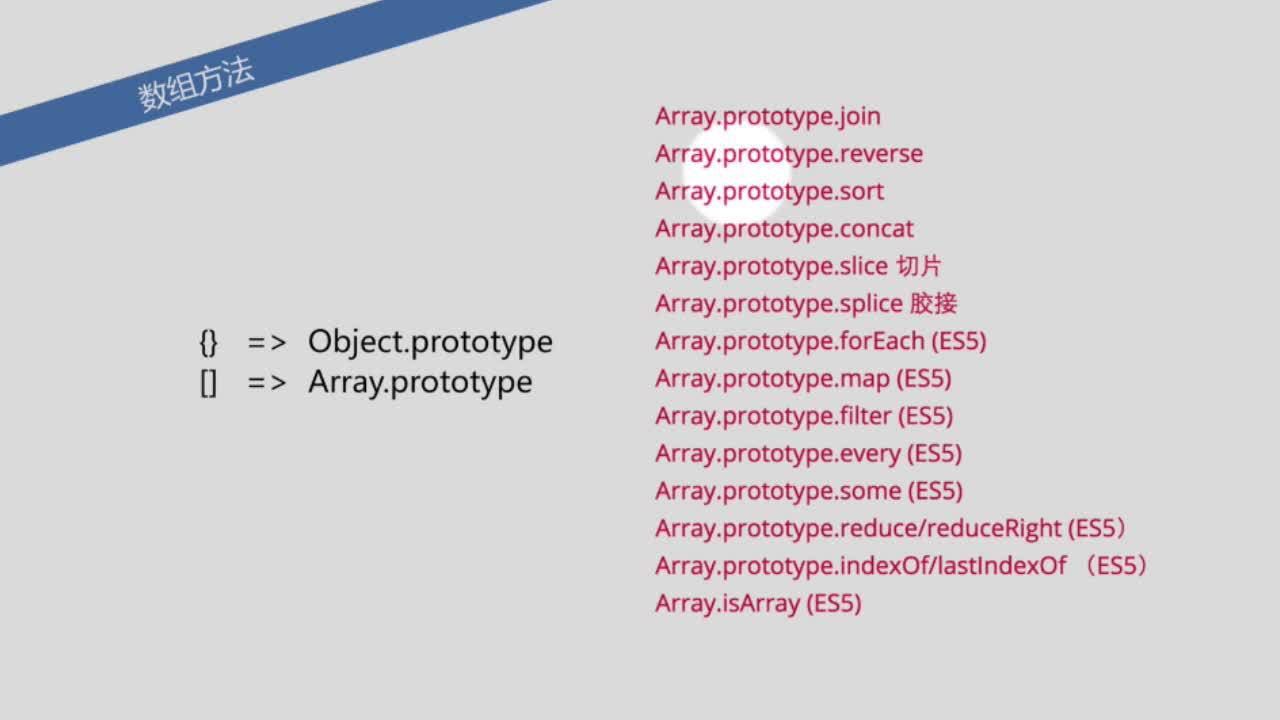 数组方法
{} => Object.prototype
[] => Array.prototype
Array.prototype.join
Array.prototype.reverse
Array.prototype.sort
Array.prototype.concat
Array.prototype.slice 切片
Array.prototype.splice 胶接
Array.prototype.forEach (ES5)
Array.prototype.map (ES5)
Array.prototype.filter (ES5)
Array.prototype.every (ES5)
Array.prototype.some (ES5)
Array.prototype.reduce/reduceRight (ES5）
Array.prototype.indexOf/lastIndexOf （ES5）
Array.isArray (ES5)